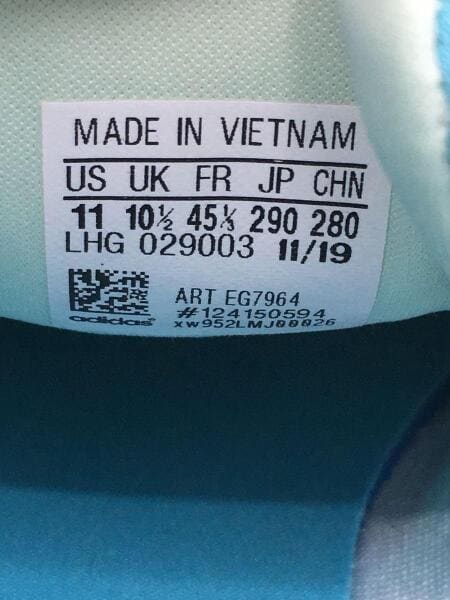 MADE IN VIETNAM
US UK FR JP CHN
11 10½ 45⅓ 290 280
LHG 029003 11/19
ART EG7964
#124150594
adidas xw952LMJ00026